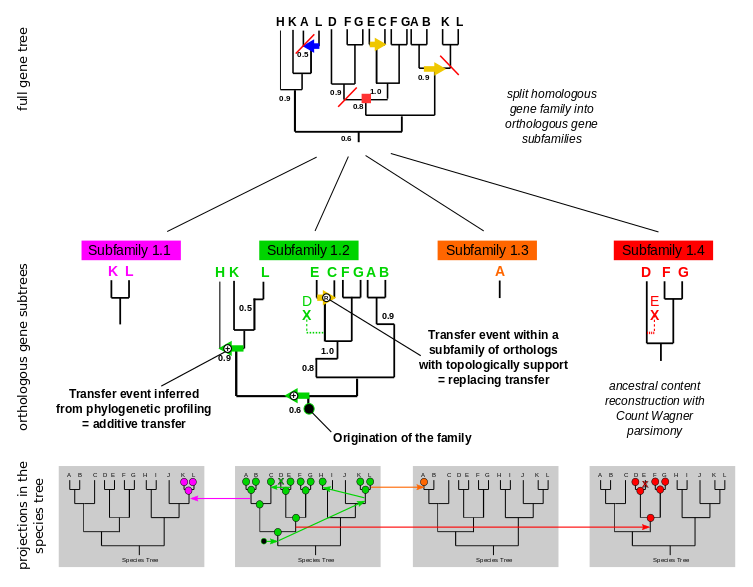 full gene tree
H K A L D F G E C F G A B K L
0.5
0.9
0.9
1.0
0.8
0.9
0.6
split homologous
gene family into
orthologous gene
subfamilies
orthologous gene subtrees
Subfamily 1.1
Subfamily 1.2
Subfamily 1.3
Subfamily 1.4
K L
H K L E C F G A B
A
D F G
D
X
R
E
X
0.5
0.9
0.9
1.0
0.8
0.6
Transfer event within a
subfamily of orthologs
with topologically support
= replacing transfer
Transfer event inferred
from phylogenetic profiling
= additive transfer
Origination of the family
ancestral content
reconstruction with
Count Wagner
parsimony
projections in the
species tree
A B C D E F G H I J K L
Species Tree
A B C D E F G H I J K L
Species Tree
A B C D E F G H I J K L
Species Tree
A B C D E F G H I J K L
Species Tree